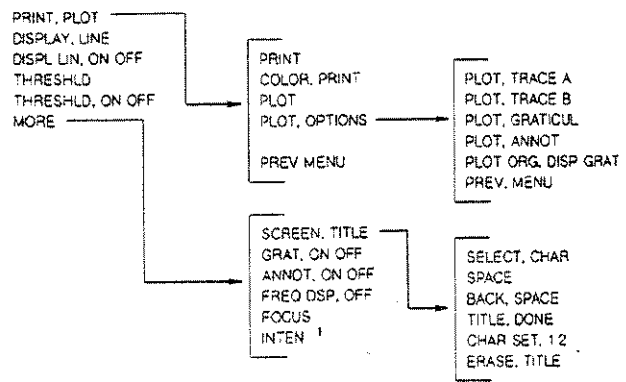 PRINT, PLOT
DISPLAY, LINE
DISPL LIN, ON OFF
THRESHLD
THRESHLD, ON OFF
MORE
PRINT
COLOR, PRINT
PLOT
PLOT, OPTIONS
PREV MENU
PLOT, TRACE A
PLOT, TRACE B
PLOT, GRATICUL
PLOT, ANNOT
PLOT ORG, DISP GRAT
PREV, MENU
SCREEN, TITLE
GRAT, ON OFF
ANNOT, ON OFF
FREQ DSP, OFF
FOCUS
INTEN 1
SELECT, CHAR
SPACE
BACK, SPACE
TITLE, DONE
CHAR SET, 1 2
ERASE, TITLE